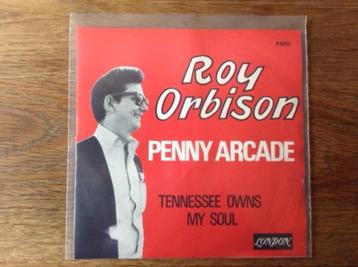 Roy
Orbison
PENNY ARCADE
TENNESSEE OWNS
MY SOUL
LONDON